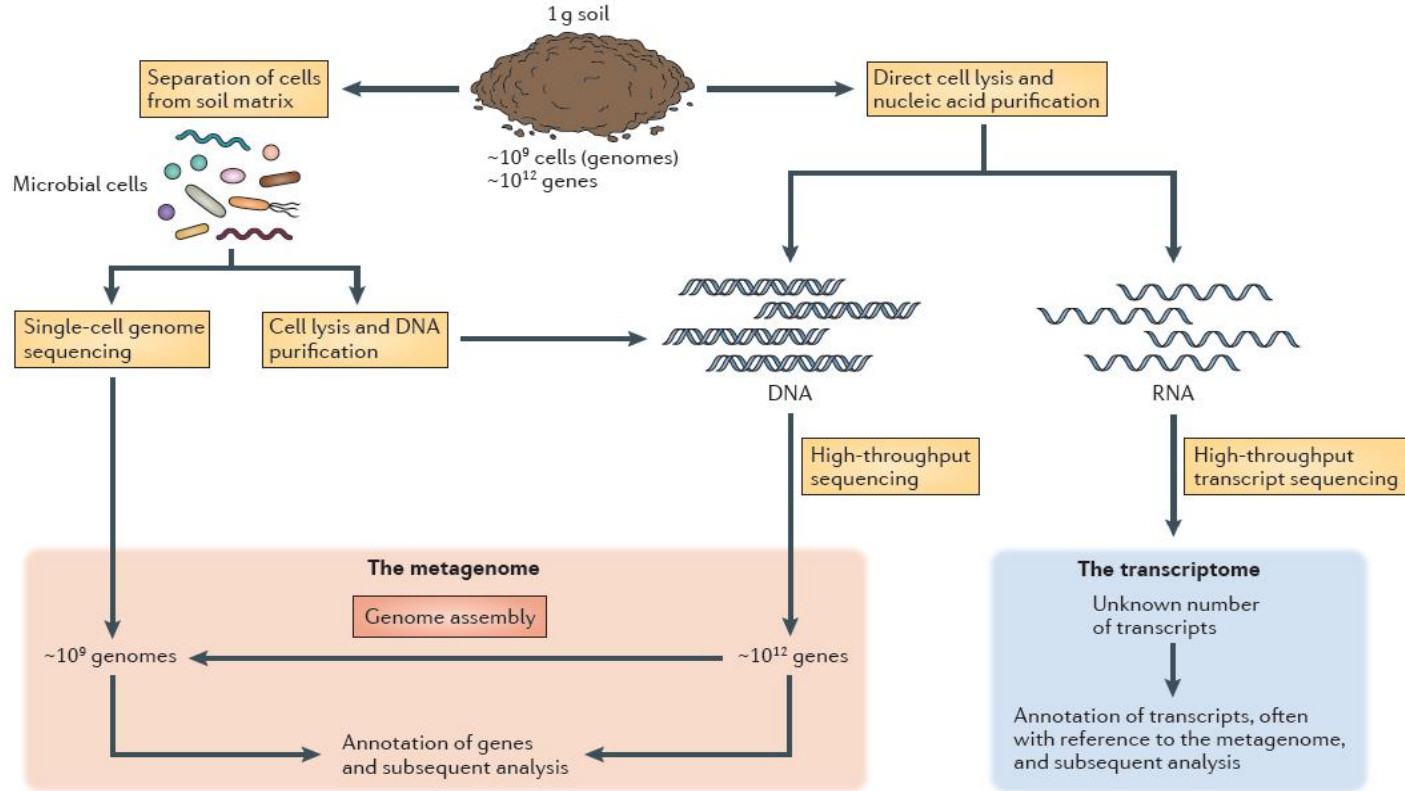 1 g soil
Separation of cells
from soil matrix
Direct cell lysis and
nucleic acid purification
~10⁹ cells (genomes)
~10¹² genes
Microbial cells
Single-cell genome
sequencing
Cell lysis and DNA
purification
DNA
RNA
High-throughput
sequencing
High-throughput
transcript sequencing
The metagenome
Genome assembly
~10⁹ genomes
~10¹² genes
Annotation of genes
and subsequent analysis
The transcriptome
Unknown number
of transcripts
Annotation of transcripts, often
with reference to the metagenome,
and subsequent analysis